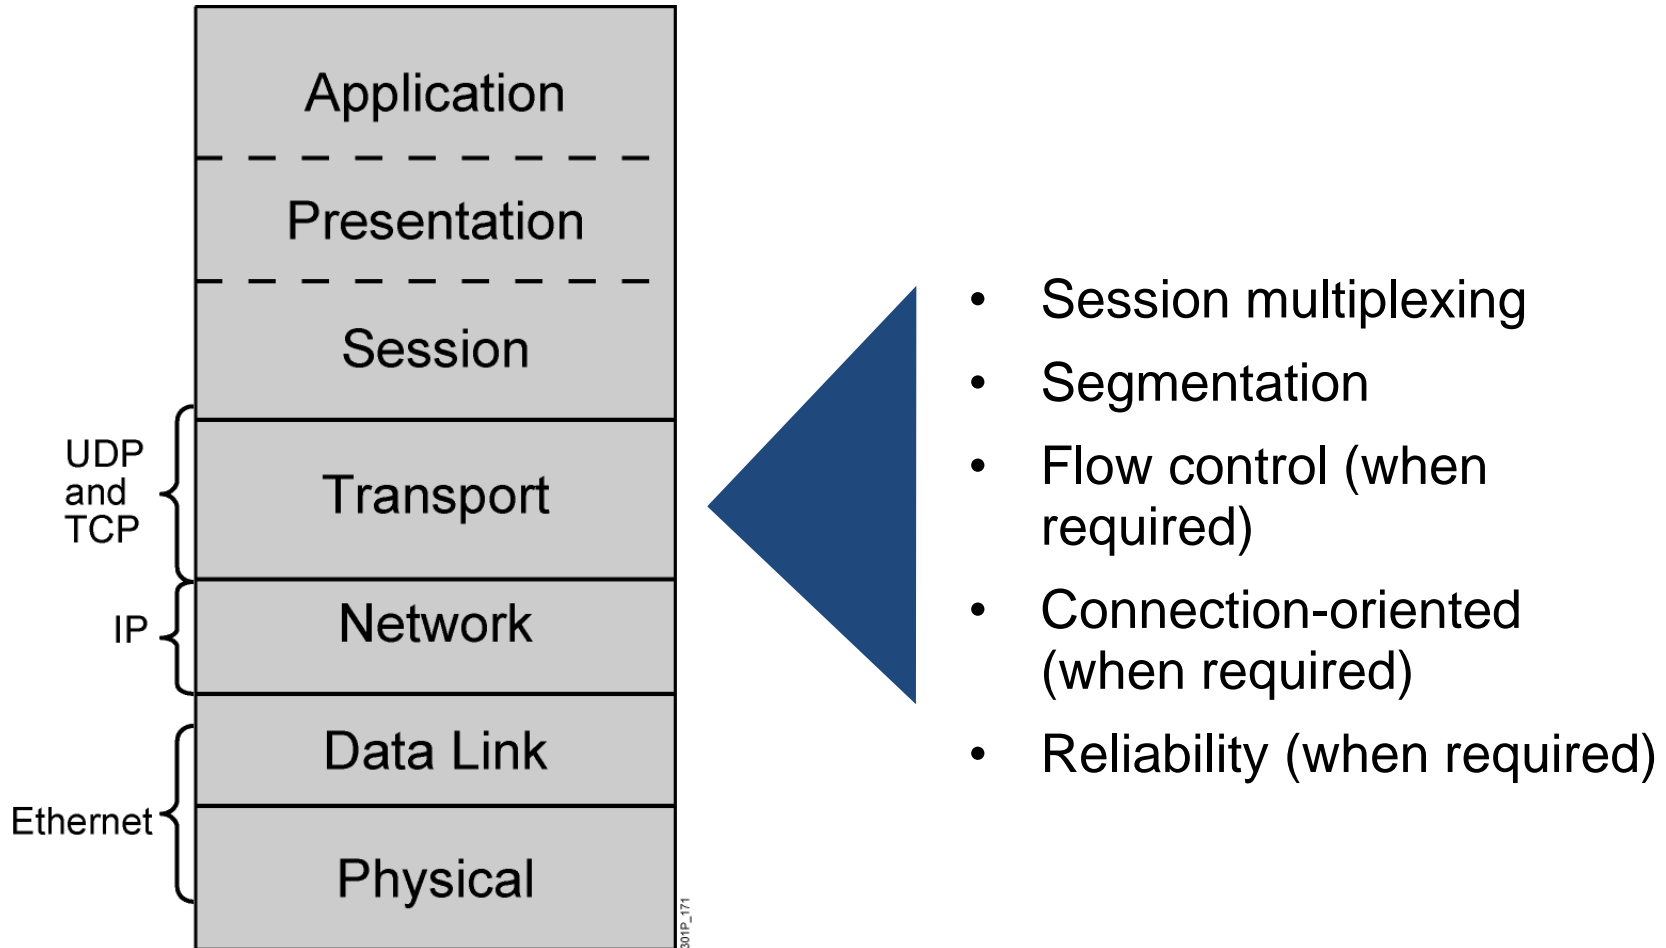 Application
Presentation
Session
UDP
and
TCP
Transport
IP
Network
Data Link
Ethernet
Physical
301P_171
• Session multiplexing
• Segmentation
• Flow control (when
required)
• Connection-oriented
(when required)
• Reliability (when required)